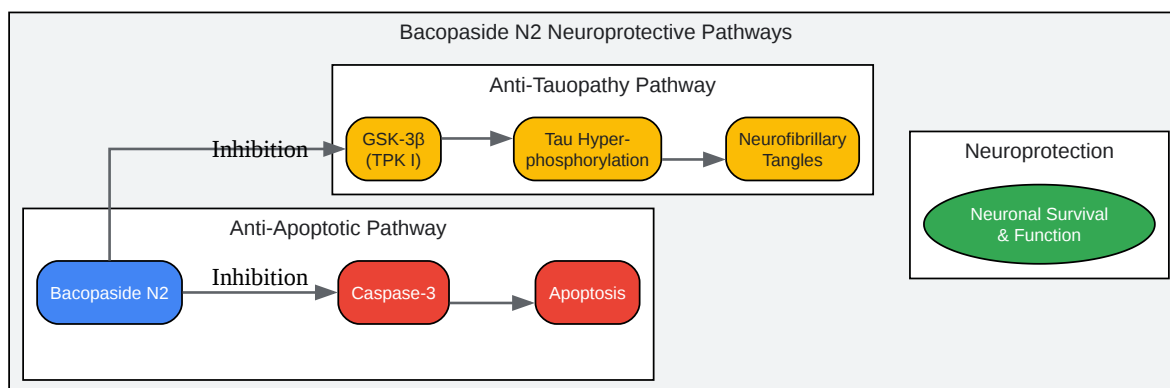 Bacopaside N2 Neuroprotective Pathways
Anti-Tauopathy Pathway
GSK-3β
(TPK I)
Tau Hyper-
phosphorylation
Neurofibrillary
Tangles
Inhibition
Neuroprotection
Neuronal Survival
& Function
Anti-Apoptotic Pathway
Bacopaside N2
Inhibition
Caspase-3
Apoptosis